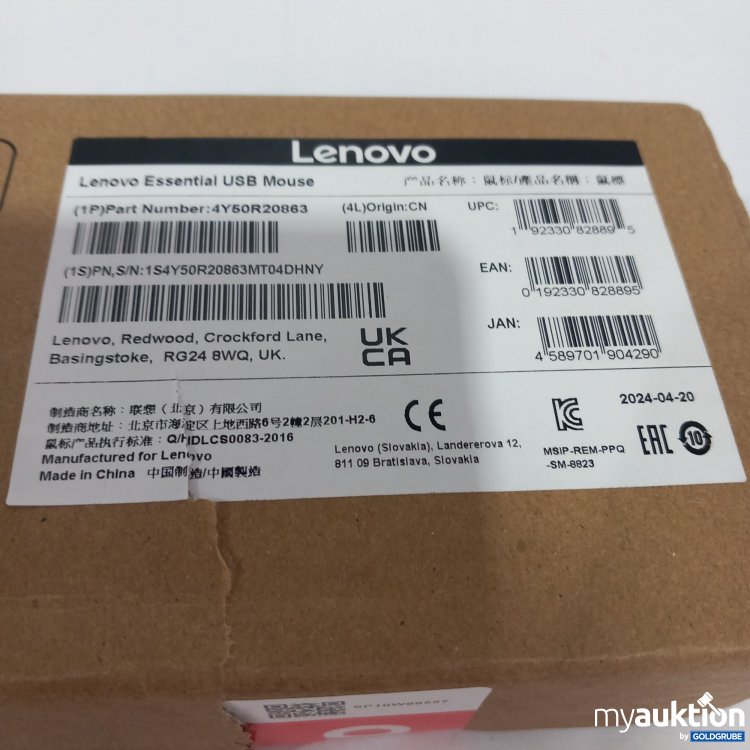 Lenovo
Lenovo Essential USB Mouse
产品名称：鼠标/產品名稱：鼠標
(1P)Part Number:4Y50R20863
(4L)Origin:CN
UPC:
1 92330 82889 5
(1S)PN,S/N:1S4Y50R20863MT04DHNY
EAN:
0 192330 828895
Lenovo, Redwood, Crockford Lane,
Basingstoke, RG24 8WQ, UK.
UK
CA
JAN:
4 589701 904290
制造商名称：联想（北京）有限公司
制造商地址：北京市海淀区上地西路6号2幢2层201-H2-6
鼠标产品执行标准：Q/HDLCS0083-2016
Manufactured for Lenovo
Made in China 中国制造/中國製造
CE
Lenovo (Slovakia), Landererova 12,
811 09 Bratislava, Slovakia
MSIP-REM-PPQ
-SM-8823
2024-04-20
EAC
10
myauktion
by GOLDGRUBE